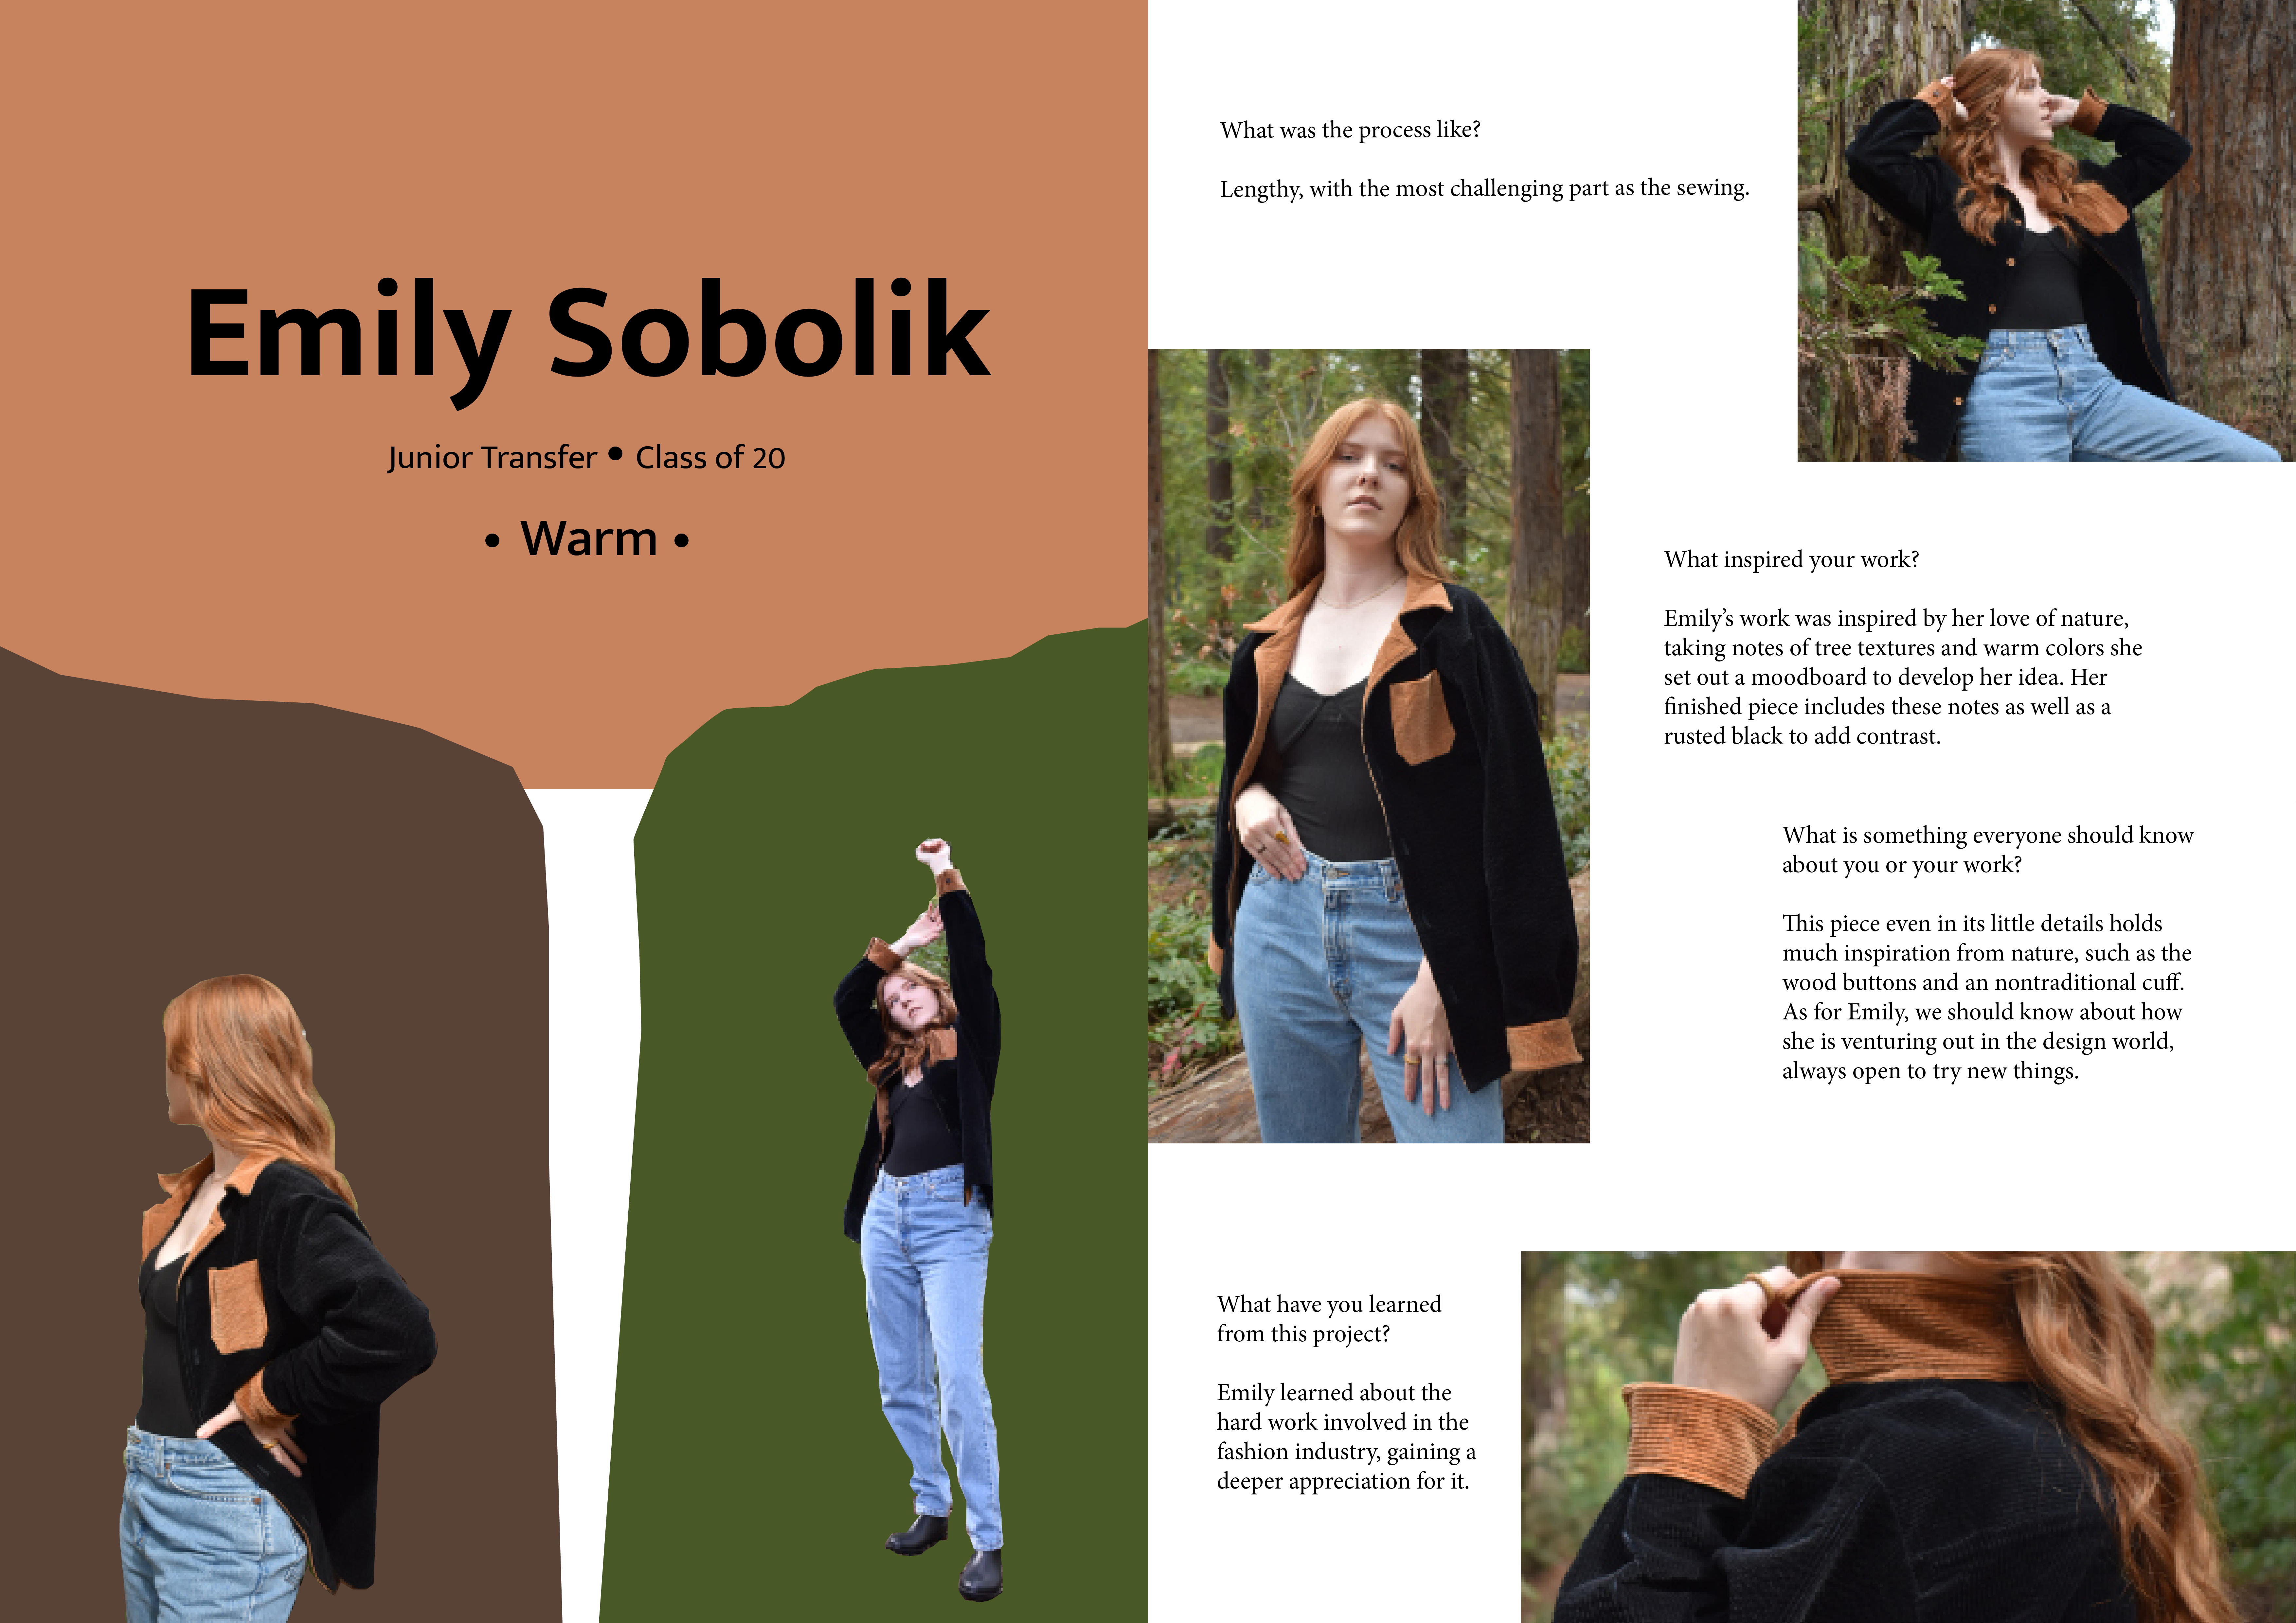 Emily Sobolik
Junior Transfer • Class of 20
• Warm •
What was the process like?
Lengthy, with the most challenging part as the sewing.
What inspired your work?
Emily’s work was inspired by her love of nature,
taking notes of tree textures and warm colors she
set out a moodboard to develop her idea. Her
finished piece includes these notes as well as a
rusted black to add contrast.
What is something everyone should know
about you or your work?
This piece even in its little details holds
much inspiration from nature, such as the
wood buttons and an nontraditional cuff.
As for Emily, we should know about how
she is venturing out in the design world,
always open to try new things.
What have you learned
from this project?
Emily learned about the
hard work involved in the
fashion industry, gaining a
deeper appreciation for it.